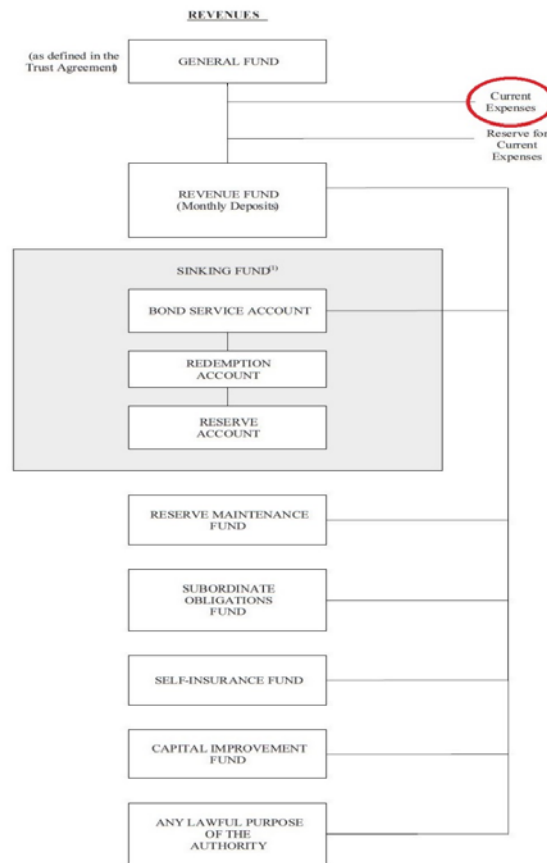 REVENUES
(as defined in the
Trust Agreement)
GENERAL FUND
Current
Expenses
Reserve for
Current
Expenses
REVENUE FUND
(Monthly Deposits)
SINKING FUND(1)
BOND SERVICE ACCOUNT
REDEMPTION
ACCOUNT
RESERVE
ACCOUNT
RESERVE MAINTENANCE
FUND
SUBORDINATE
OBLIGATIONS
FUND
SELF-INSURANCE FUND
CAPITAL IMPROVEMENT
FUND
ANY LAWFUL PURPOSE
OF THE
AUTHORITY